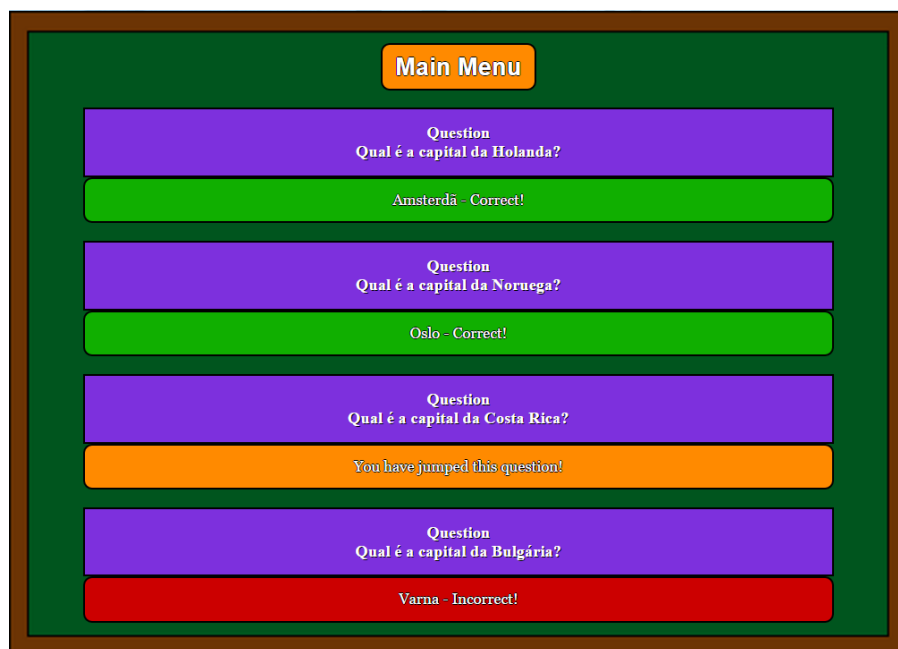 Main Menu
Question
Qual é a capital da Holanda?
Amsterdã - Correct!
Question
Qual é a capital da Noruega?
Oslo - Correct!
Question
Qual é a capital da Costa Rica?
You have jumped this question!
Question
Qual é a capital da Bulgária?
Varna - Incorrect!